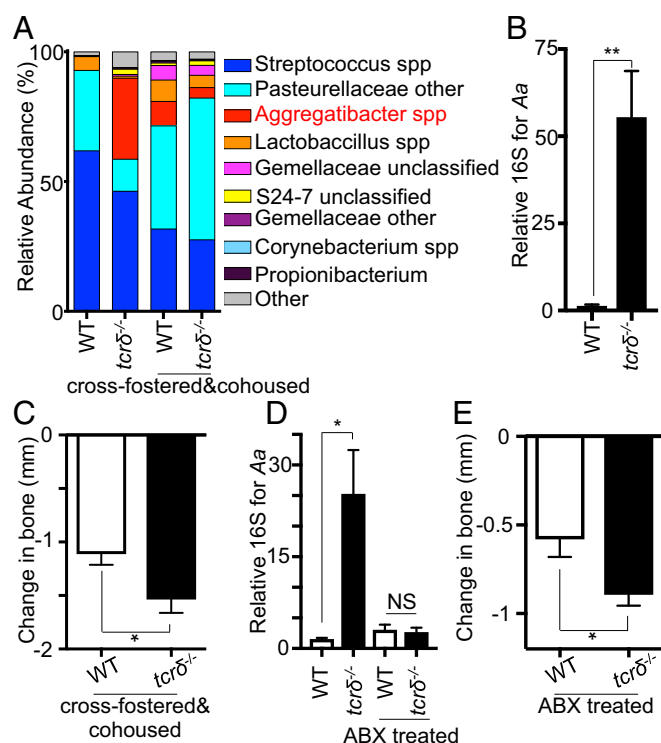 A
Relative Abundance (%)
100
50
0
WT
tcrδ-/-
WT
tcrδ-/-
cross-fostered&cohoused
Streptococcus spp
Pasteurellaceae other
Aggregatibacter spp
Lactobaccillus spp
Gemellaceae unclassified
S24-7 unclassified
Gemellaceae other
Corynebacterium spp
Propionibacterium
Other
B
Relative 16S for Aa
75
50
25
0
**
WT
tcrδ-/-
C
Change in bone (mm)
0
-1
-2
*
WT
tcrδ-/-
cross-fostered&
cohoused
D
Relative 16S for Aa
30
15
0
*
NS
WT
tcrδ-/-
WT
tcrδ-/-
ABX treated
E
Change in bone (mm)
0
-0.5
-1
*
WT
tcrδ-/-
ABX treated